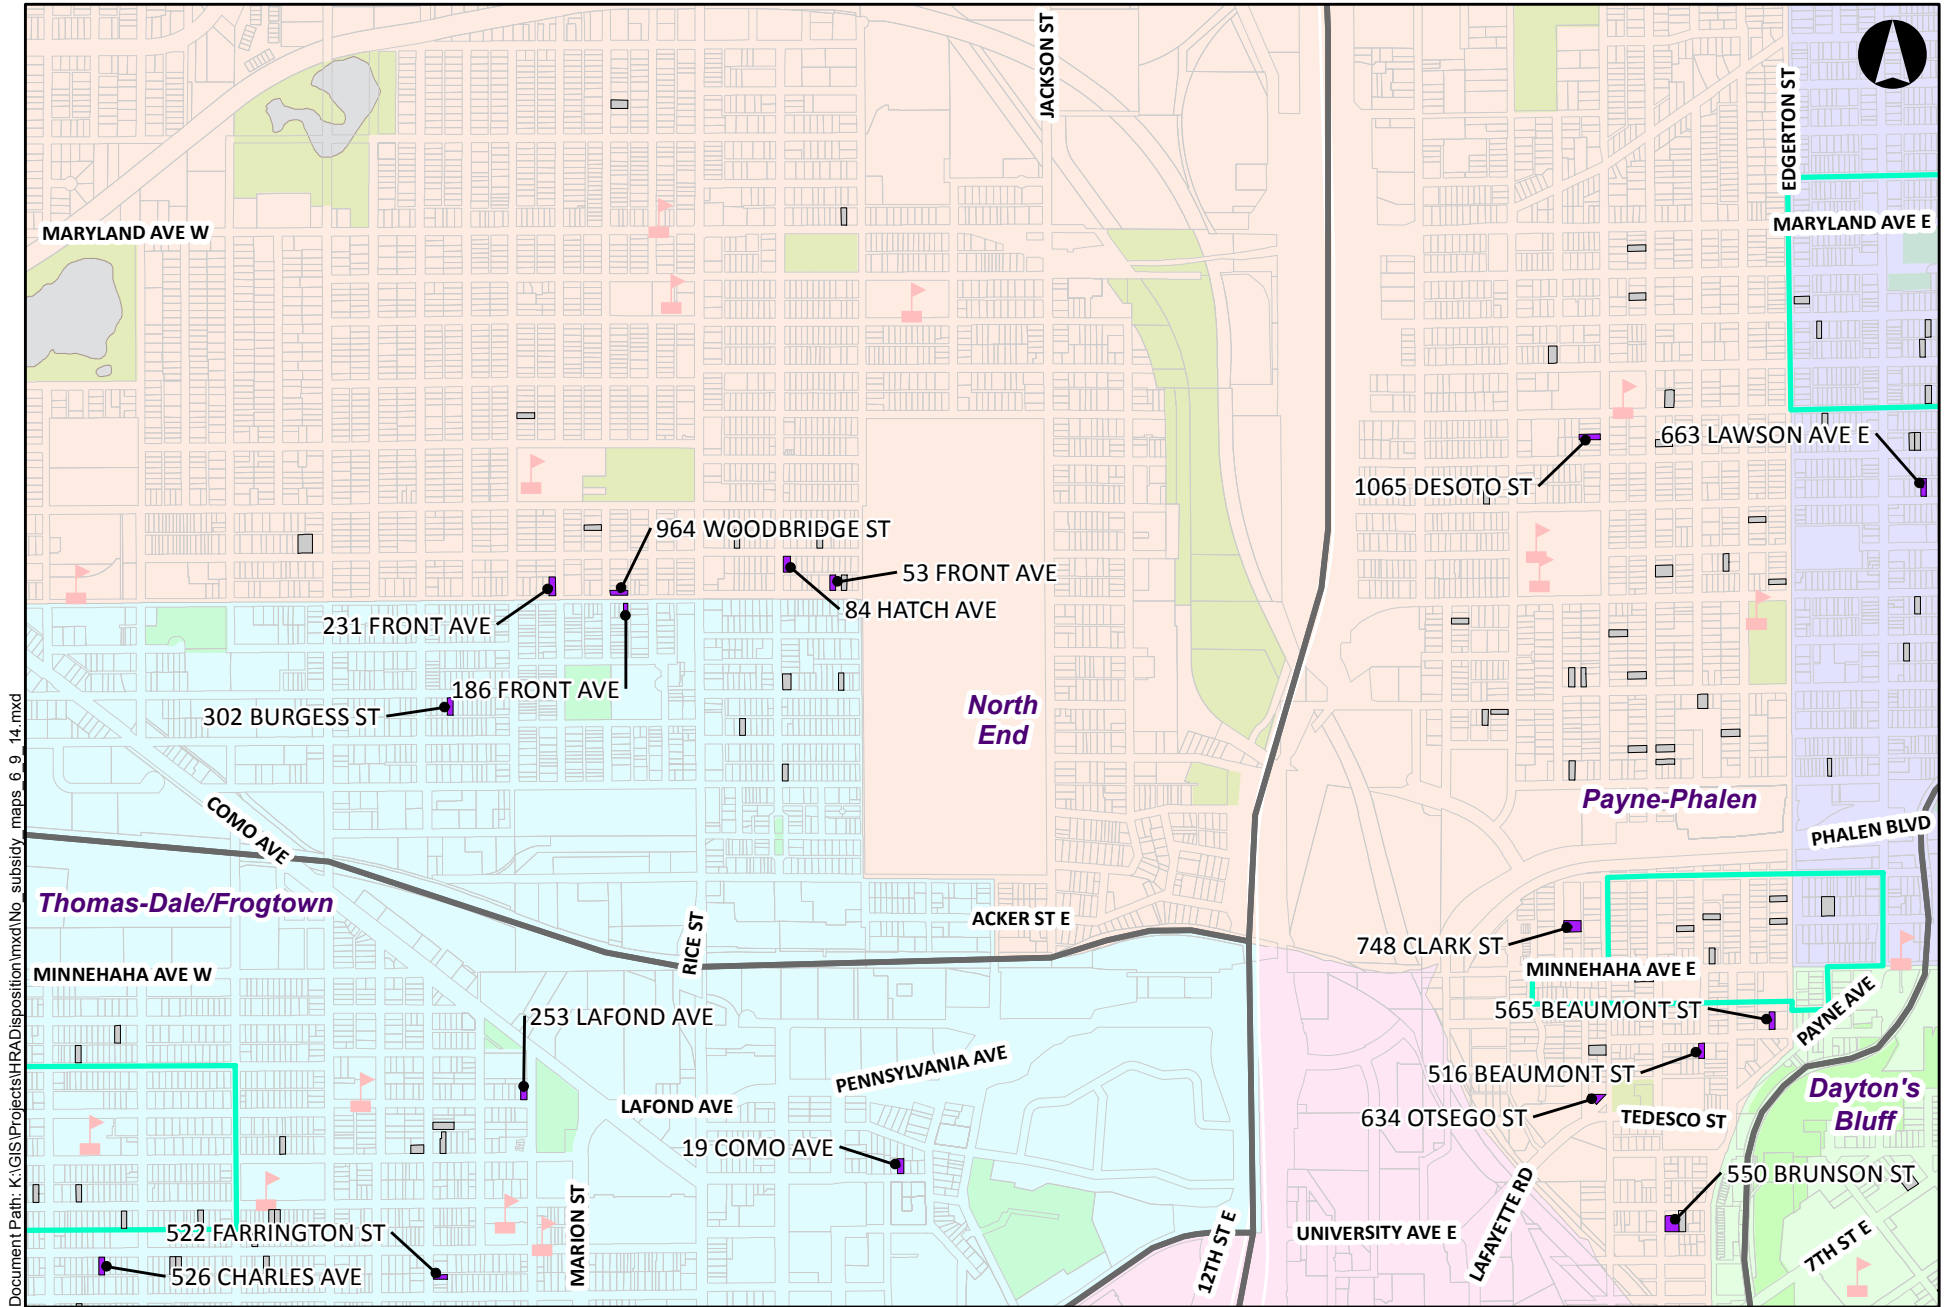 JACKSON ST
EDGERTON ST
MARYLAND AVE W
MARYLAND AVE E
663 LAWSON AVE E
1065 DESOTO ST
964 WOODBRIDGE ST
53 FRONT AVE
84 HATCH AVE
231 FRONT AVE
186 FRONT AVE
302 BURGESS ST
North
End
Payne-Phalen
COMO AVE
PHALEN BLVD
Thomas-Dale/Frogtown
ACKER ST E
RICE ST
748 CLARK ST
MINNEHAHA AVE W
MINNEHAHA AVE E
565 BEAUMONT ST
PAYNE AVE
253 LAFOND AVE
PENNSYLVANIA AVE
516 BEAUMONT ST
Dayton's
Bluff
LAFOND AVE
634 OTSEGO ST
TEDESCO ST
19 COMO AVE
550 BRUNSON ST
MARION ST
LAFAYETTE RD
522 FARRINGTON ST
12TH ST E
UNIVERSITY AVE E
7TH ST E
526 CHARLES AVE
Document Path: K:\GIS\Projects\HRADisposition\mxd\No_subsidy_maps_6_9_14.mxd